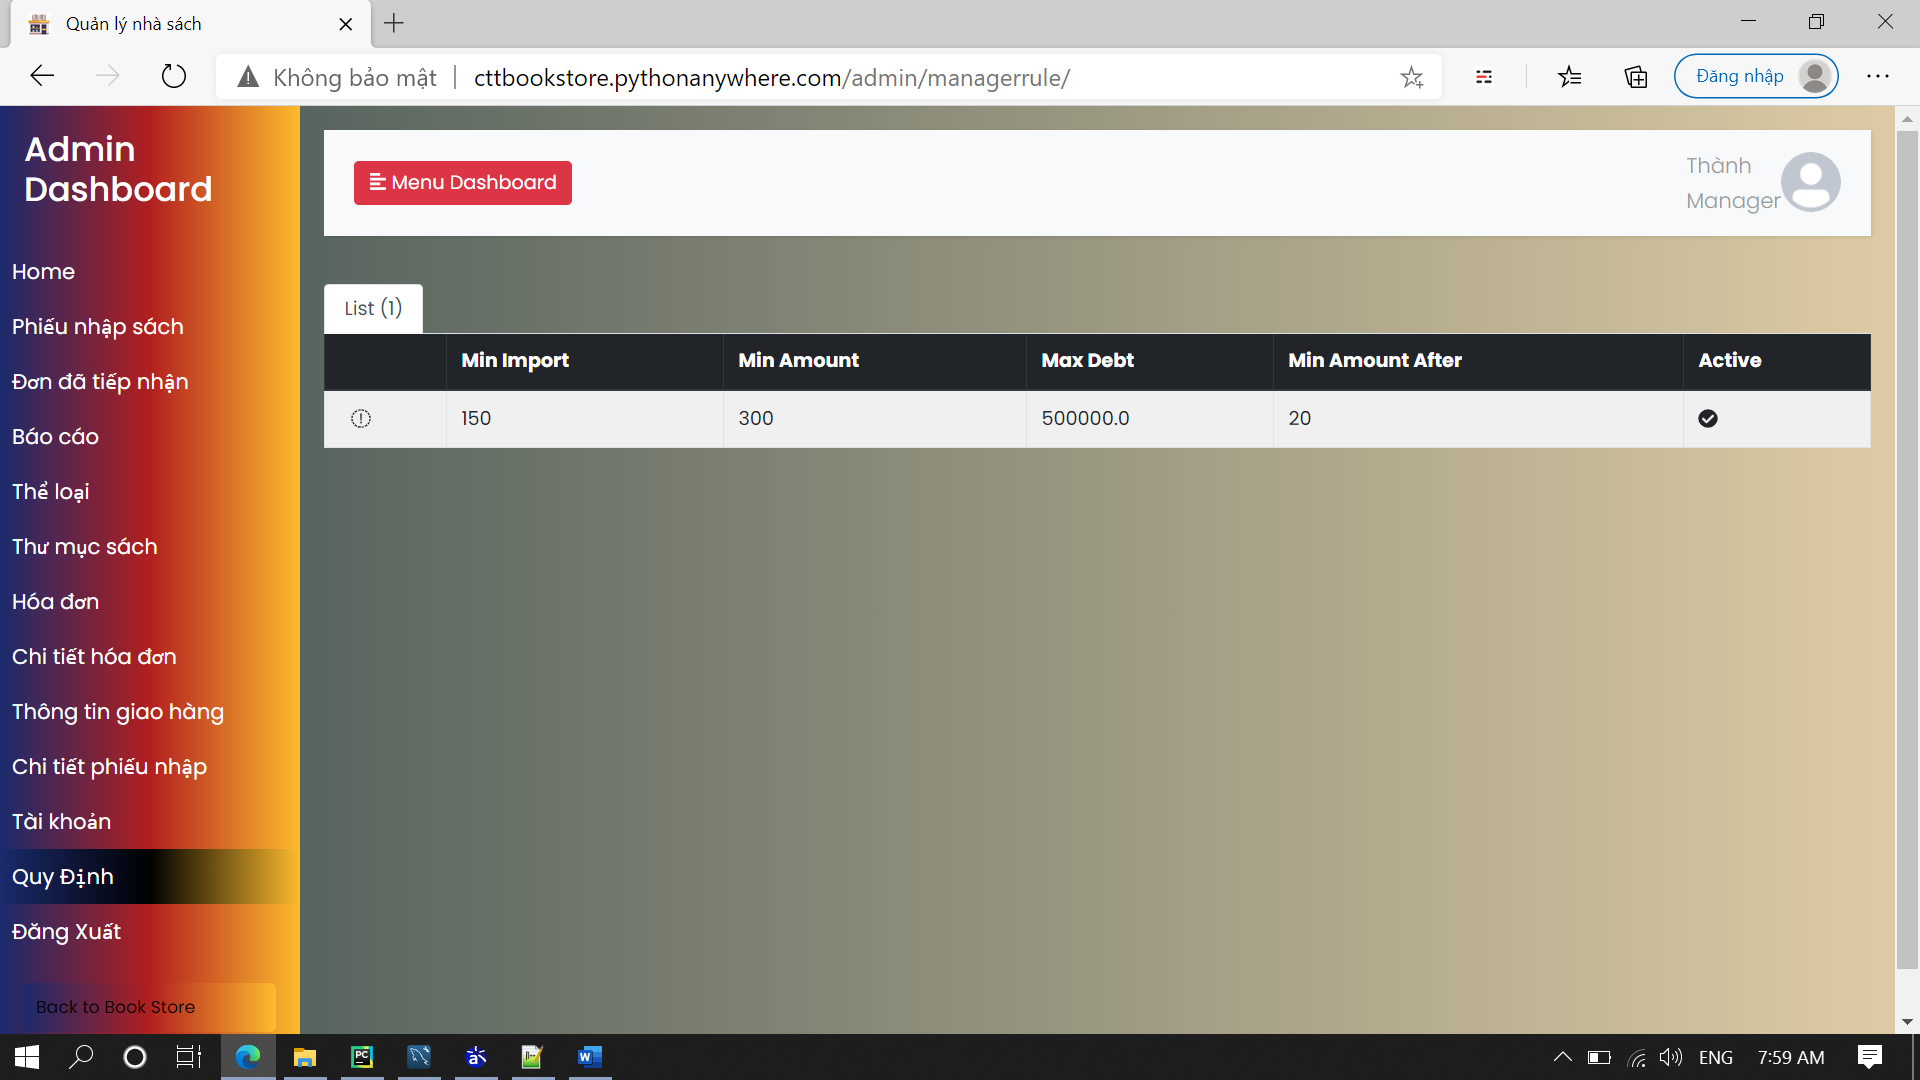 Quản lý nhà sách
Không bảo mật
cttbookstore.pythonanywhere.com/admin/managerrule/
Đăng nhập
Admin
Dashboard
Home
Phiếu nhập sách
Đơn đã tiếp nhận
Báo cáo
Thể loại
Thư mục sách
Hóa đơn
Chi tiết hóa đơn
Thông tin giao hàng
Chi tiết phiếu nhập
Tài khoản
Quy Định
Đăng Xuất
Back to Book Store
Menu Dashboard
Thành
Manager
List (1)
Min Import Min Amount Max Debt Min Amount After Active
150 300 500000.0 20
ENG 7:59 AM